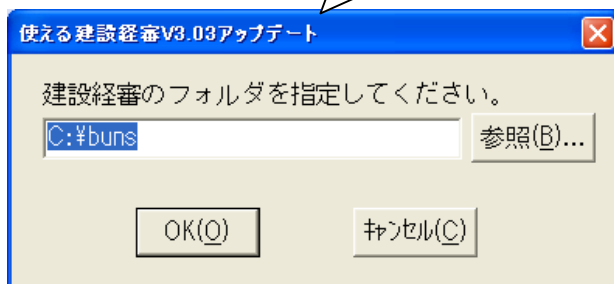 使える建設経審V3.03アップデート
建設経審のフォルダを指定してください。
C:¥buns
参照(B)...
OK(O)
ｷｬﾝｾﾙ(C)